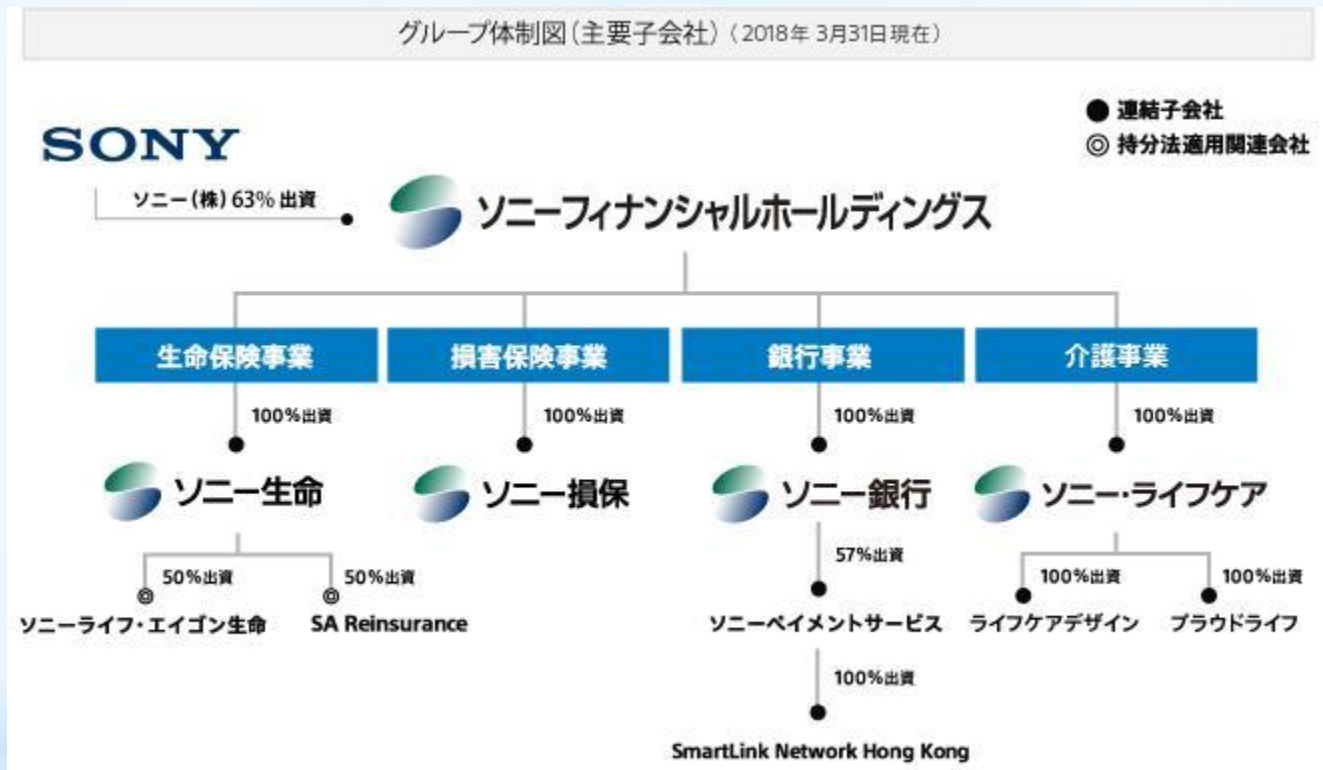 グループ体制図(主要子会社)(2018年 3月31日現在)
● 連結子会社
◎ 持分法適用関連会社
SONY
ソニー(株)63% 出資
ソニーフィナンシャルホールディングス
生命保険事業
損害保険事業
銀行事業
介護事業
100%出資
100%出資
100%出資
100%出資
ソニー生命
ソニー損保
ソニー銀行
ソニー・ライフケア
50%出資
50%出資
57%出資
100%出資
100%出資
ソニーライフ・エイゴン生命
SA Reinsurance
ソニーペイメントサービス
ライフケアデザイン
プラウドライフ
100%出資
SmartLink Network Hong Kong